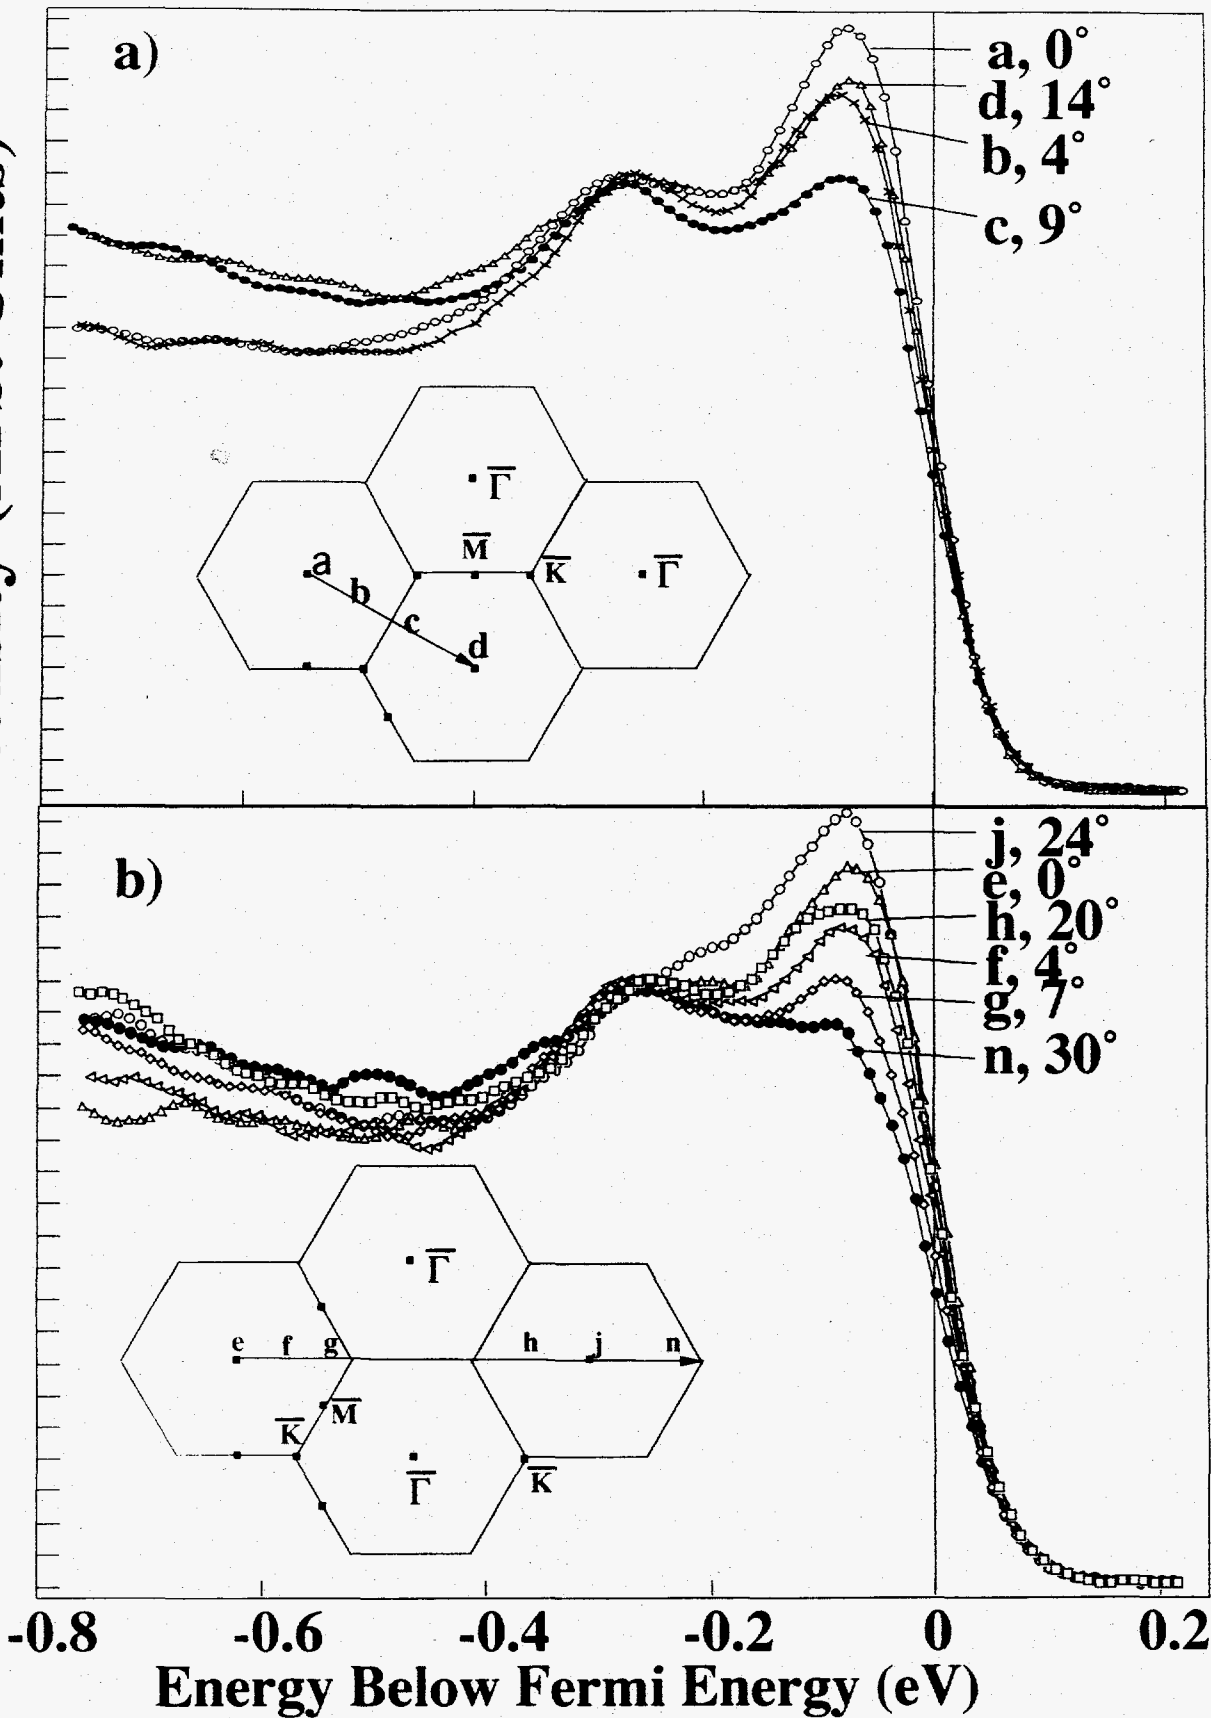 a)
a, 0°
d, 14°
b, 4°
c, 9°
Γ
M
K
Γ
a
b
c
d
b)
j, 24°
e, 0°
h, 20°
f, 4°
g, 7°
n, 30°
Γ
e
f
g
h
j
n
M
K
Γ
K
-0.8
-0.6
-0.4
-0.2
0
0.2
Energy Below Fermi Energy (eV)